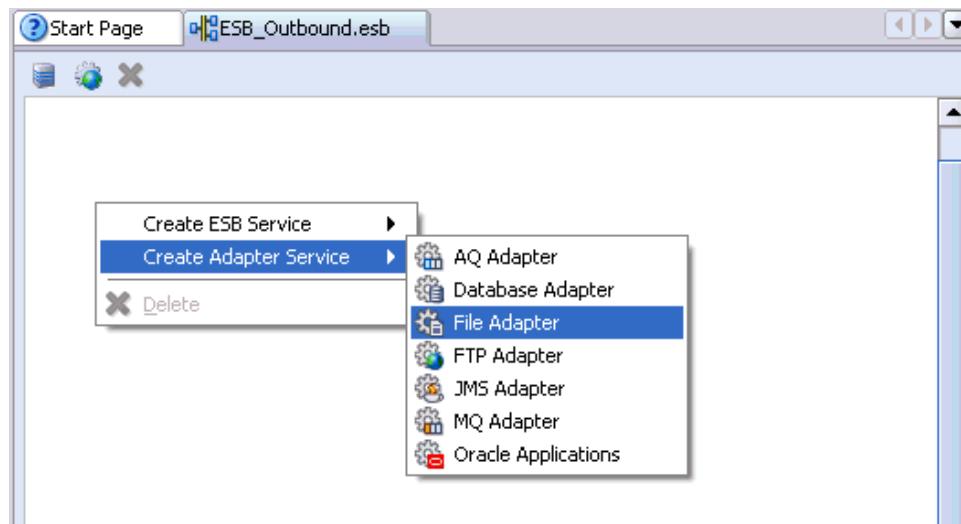 Start Page
ESB_Outbound.esb
Create ESB Service
Create Adapter Service
Delete
AQ Adapter
Database Adapter
File Adapter
FTP Adapter
JMS Adapter
MQ Adapter
Oracle Applications